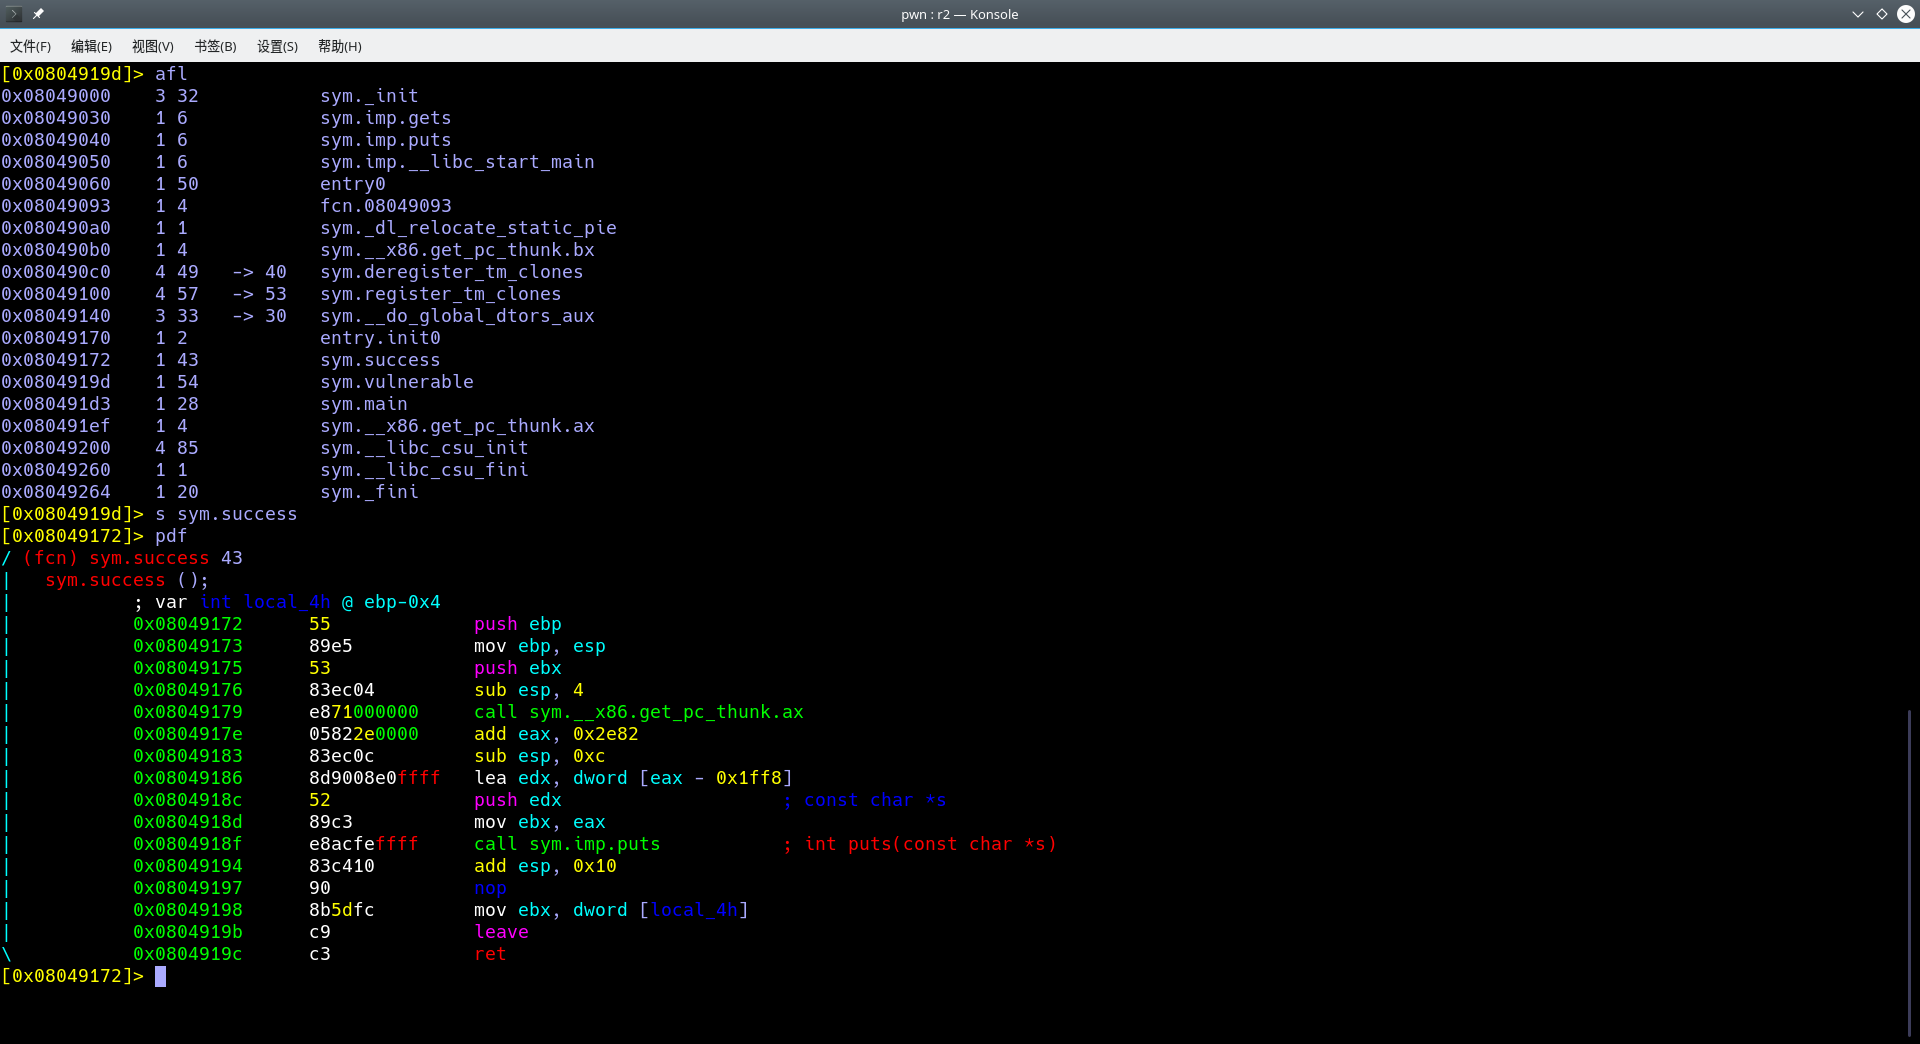 pwn : r2 — Konsole
文件(F) 编辑(E) 视图(V) 书签(B) 设置(S) 帮助(H)
[0x0804919d]> afl
0x08049000    3 32           sym._init
0x08049030    1 6            sym.imp.gets
0x08049040    1 6            sym.imp.puts
0x08049050    1 6            sym.imp.__libc_start_main
0x08049060    1 50           entry0
0x08049093    1 4            fcn.08049093
0x080490a0    1 1            sym._dl_relocate_static_pie
0x080490b0    1 4            sym.__x86.get_pc_thunk.bx
0x080490c0    4 49   -> 40   sym.deregister_tm_clones
0x08049100    4 57   -> 53   sym.register_tm_clones
0x08049140    3 33   -> 30   sym.__do_global_dtors_aux
0x08049170    1 2            entry.init0
0x08049172    1 43           sym.success
0x0804919d    1 54           sym.vulnerable
0x080491d3    1 28           sym.main
0x080491ef    1 4            sym.__x86.get_pc_thunk.ax
0x08049200    4 85           sym.__libc_csu_init
0x08049260    1 1            sym.__libc_csu_fini
0x08049264    1 20           sym._fini
[0x0804919d]> s sym.success
[0x08049172]> pdf
/ (fcn) sym.success 43
|   sym.success ();
|           ; var int local_4h @ ebp-0x4
|           0x08049172      55             push ebp
|           0x08049173      89e5           mov ebp, esp
|           0x08049175      53             push ebx
|           0x08049176      83ec04         sub esp, 4
|           0x08049179      e871000000     call sym.__x86.get_pc_thunk.ax
|           0x0804917e      05822e0000     add eax, 0x2e82
|           0x08049183      83ec0c         sub esp, 0xc
|           0x08049186      8d9008e0ffff   lea edx, dword [eax - 0x1ff8]
|           0x0804918c      52             push edx                    ; const char *s
|           0x0804918d      89c3           mov ebx, eax
|           0x0804918f      e8acfeffff     call sym.imp.puts           ; int puts(const char *s)
|           0x08049194      83c410         add esp, 0x10
|           0x08049197      90             nop
|           0x08049198      8b5dfc         mov ebx, dword [local_4h]
|           0x0804919b      c9             leave
\           0x0804919c      c3             ret
[0x08049172]>